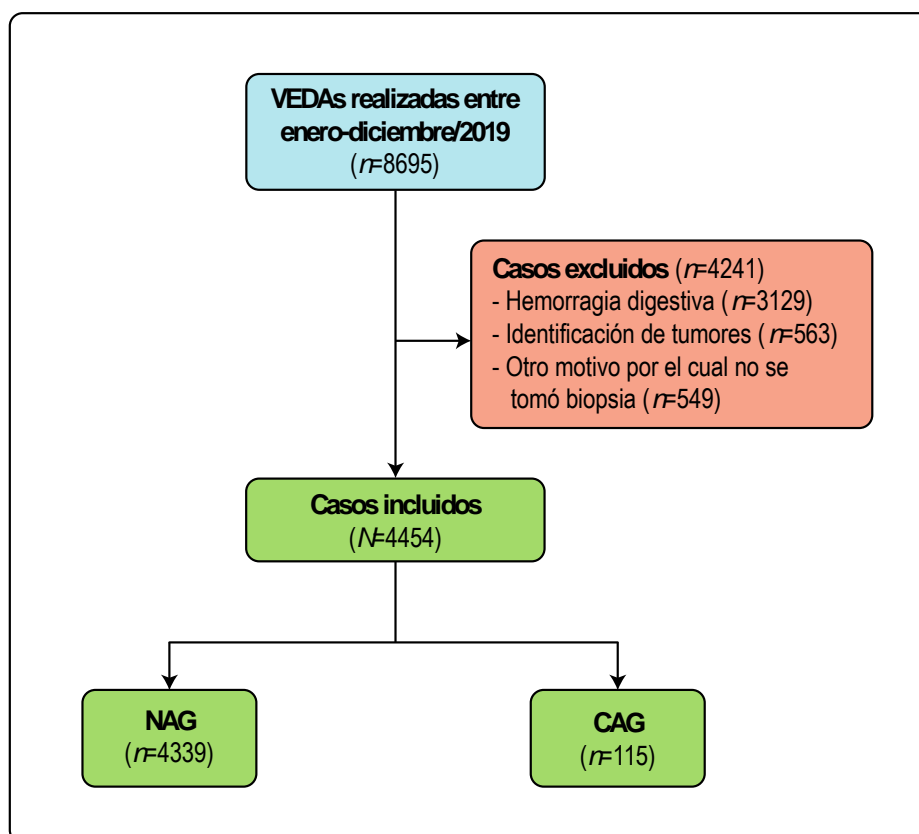 VEDAs realizadas entre
enero-diciembre/2019
(n=8695)
Casos excluidos (n=4241)
- Hemorragia digestiva (n=3129)
- Identificación de tumores (n=563)
- Otro motivo por el cual no se
tomó biopsia (n=549)
Casos incluidos
(N=4454)
NAG
(n=4339)
CAG
(n=115)